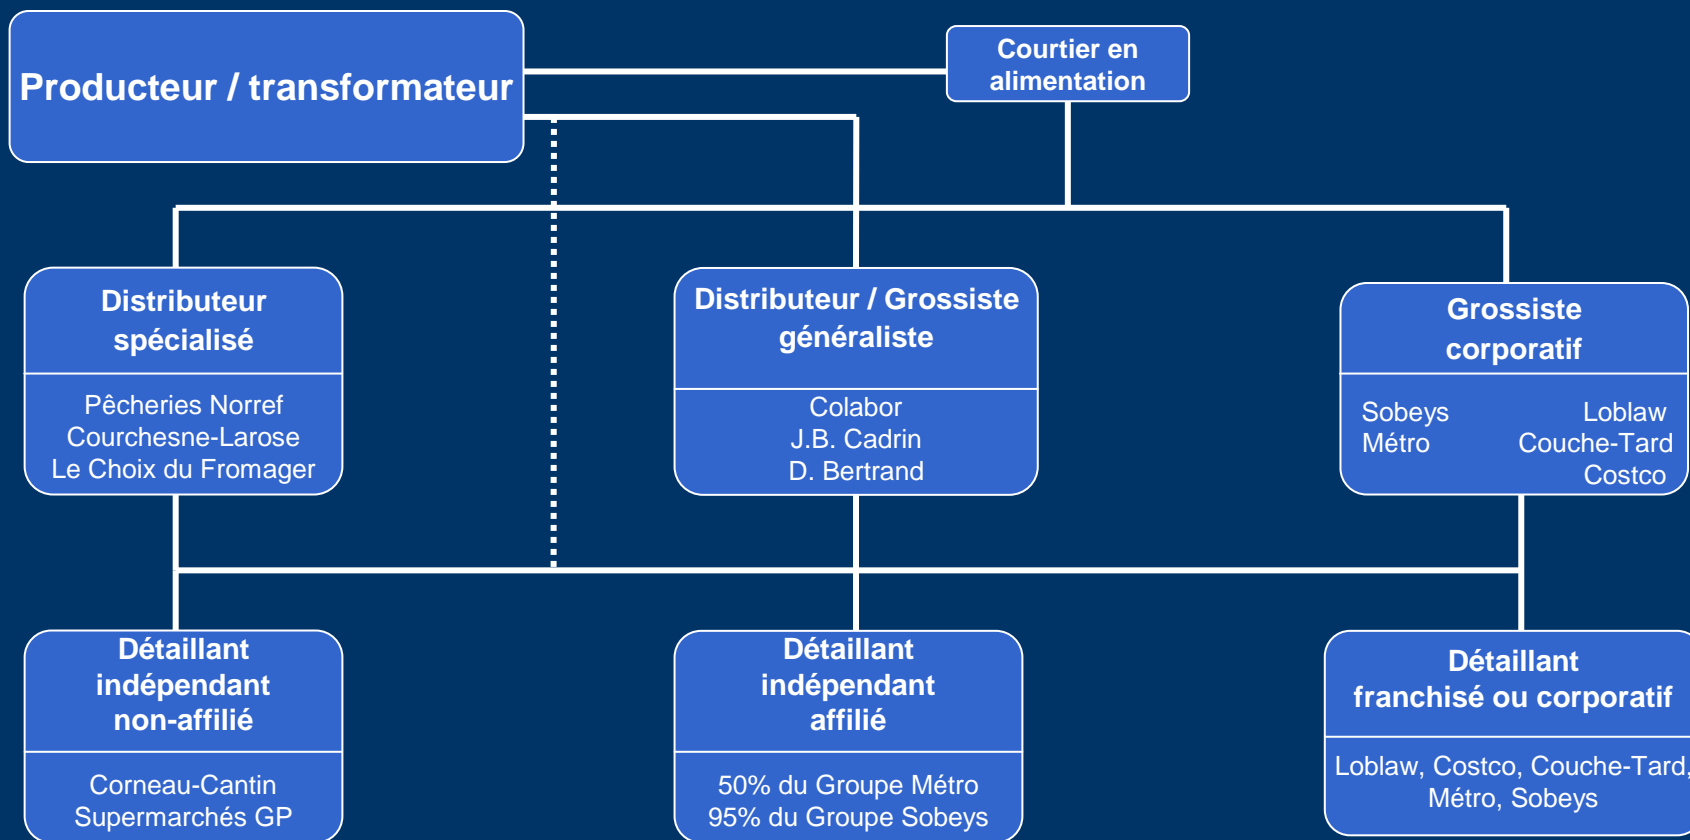 Producteur / transformateur
Courtier en
alimentation
Distributeur
spécialisé
Pêcheries Norref
Courchesne-Larose
Le Choix du Fromager
Distributeur / Grossiste
généraliste
Colabor
J.B. Cadrin
D. Bertrand
Grossiste
corporatif
Sobeys Loblaw
Métro Couche-Tard
Costco
Détaillant
indépendant
non-affilié
Corneau-Cantin
Supermarchés GP
Détaillant
indépendant
affilié
50% du Groupe Métro
95% du Groupe Sobeys
Détaillant
franchisé ou corporatif
Loblaw, Costco, Couche-Tard,
Métro, Sobeys